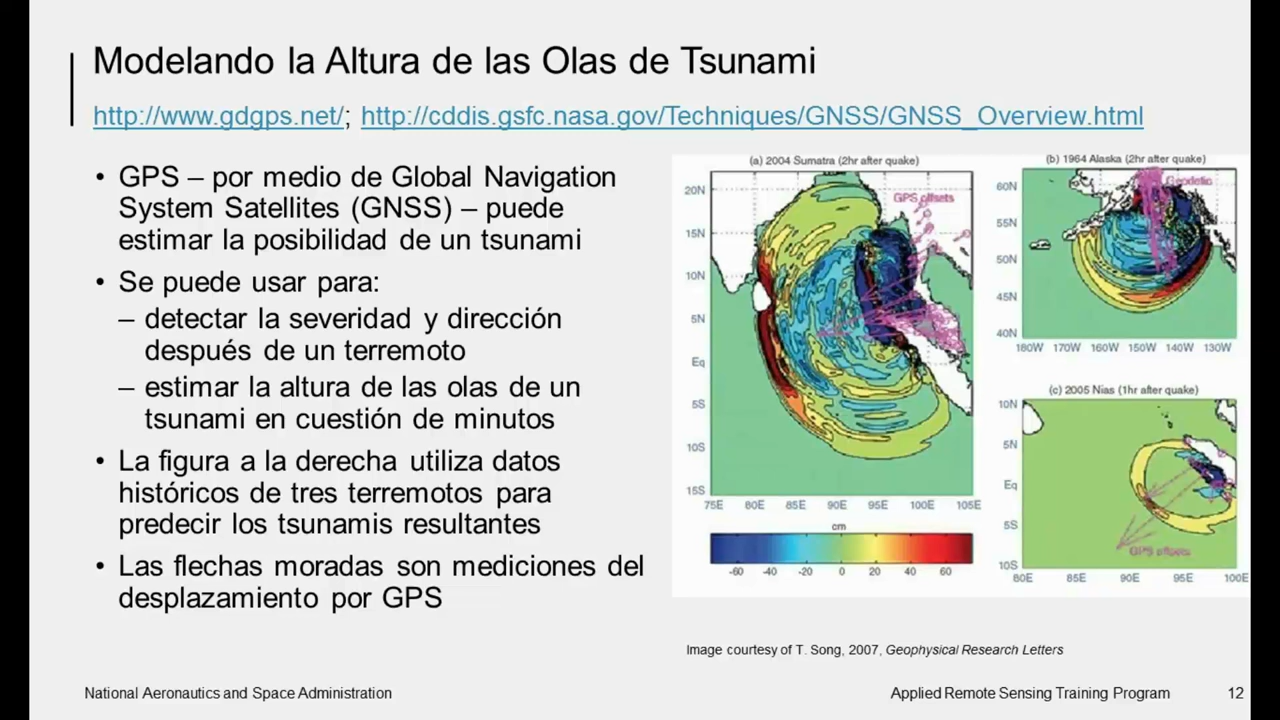 Modelando la Altura de las Olas de Tsunami
http://www.gdgps.net/; http://cddis.gsfc.nasa.gov/Techniques/GNSS/GNSS_Overview.html
• GPS – por medio de Global Navigation
System Satellites (GNSS) – puede
estimar la posibilidad de un tsunami
• Se puede usar para:
– detectar la severidad y dirección
después de un terremoto
– estimar la altura de las olas de un
tsunami en cuestión de minutos
• La figura a la derecha utiliza datos
históricos de tres terremotos para
predecir los tsunamis resultantes
• Las flechas moradas son mediciones del
desplazamiento por GPS
(a) 2004 Sumatra (2hr after quake)
GPS offsets
20N
15N
10N
5N
Eq
5S
10S
15S
75E 80E 85E 90E 95E 100E 105E
cm
-60 -40 -20 0 20 40 60
(b) 1964 Alaska (2hr after quake)
Geodetic
60N
55N
50N
45N
40N
180W 170W 160W 150W 140W 130W
(c) 2005 Nias (1hr after quake)
10N
5N
Eq
5S
10S
GPS offsets
80E 85E 90E 95E 100E
Image courtesy of T. Song, 2007, Geophysical Research Letters
National Aeronautics and Space Administration
Applied Remote Sensing Training Program 12